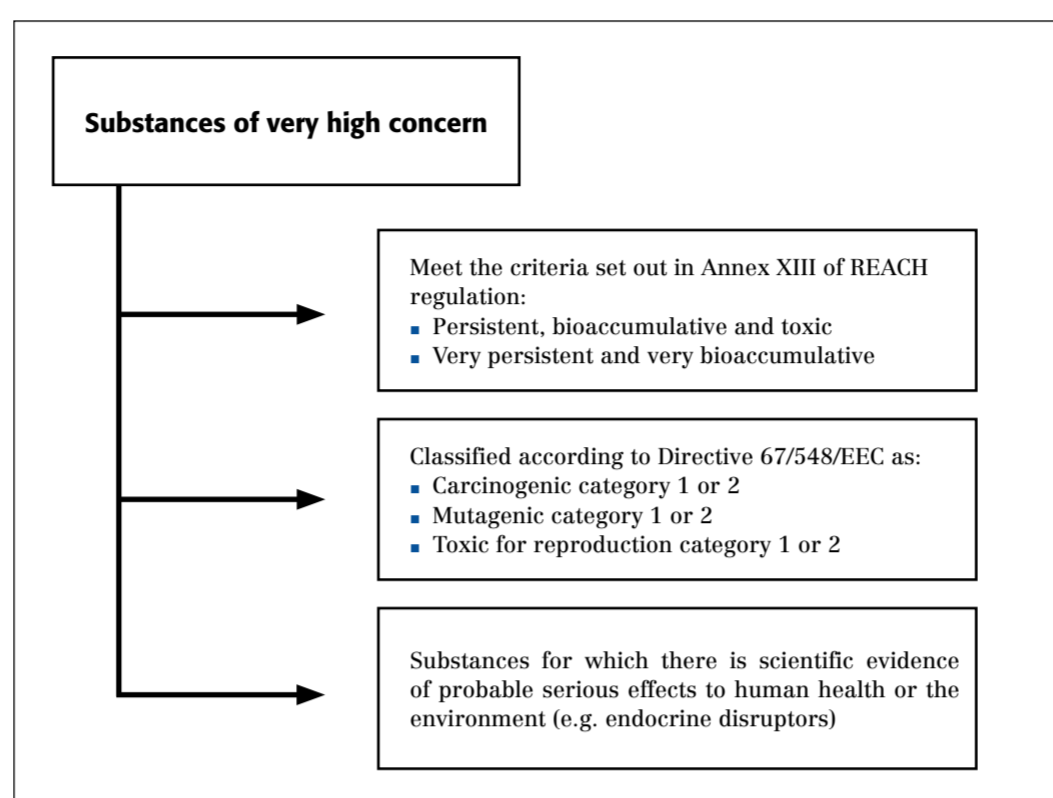 Substances of very high concern
Meet the criteria set out in Annex XIII of REACH
regulation:
▪ Persistent, bioaccumulative and toxic
▪ Very persistent and very bioaccumulative
Classified according to Directive 67/548/EEC as:
▪ Carcinogenic category 1 or 2
▪ Mutagenic category 1 or 2
▪ Toxic for reproduction category 1 or 2
Substances for which there is scientific evidence
of probable serious effects to human health or the
environment (e.g. endocrine disruptors)